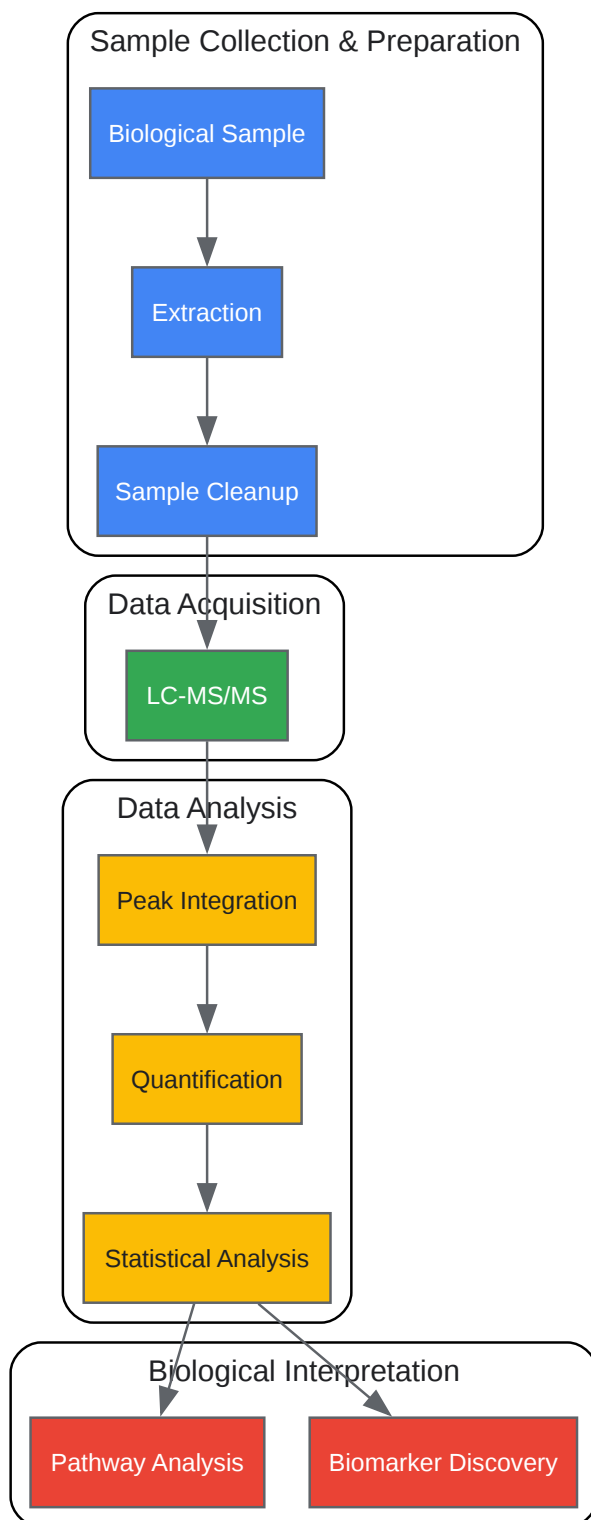 Sample Collection & Preparation
Biological Sample
Extraction
Sample Cleanup
Data Acquisition
LC-MS/MS
Data Analysis
Peak Integration
Quantification
Statistical Analysis
Biological Interpretation
Pathway Analysis
Biomarker Discovery